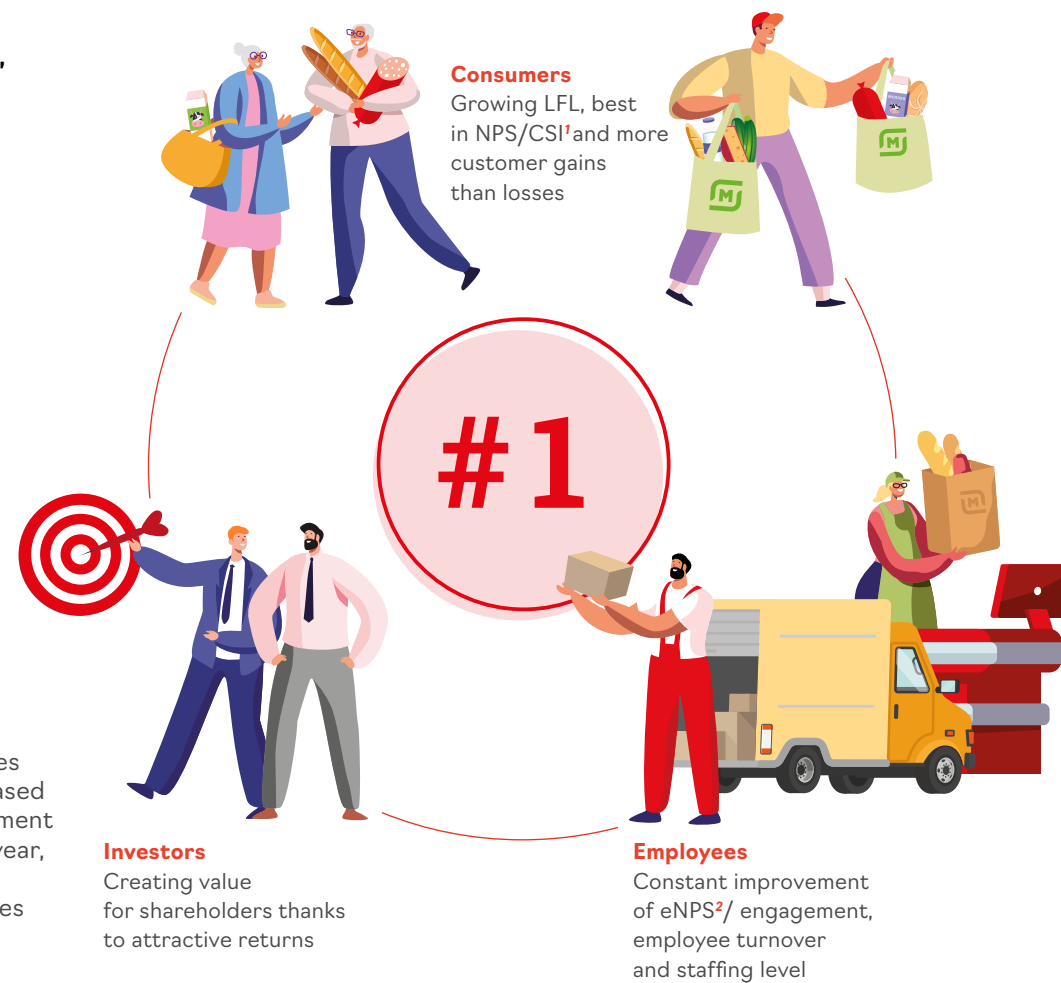 Consumers
Growing LFL, best
in NPS/CSI1 and more
customer gains
than losses
M
M
#1
M
year,
Investors
Creating value
for shareholders thanks
to attractive returns
Employees
Constant improvement
of eNPS2/ engagement,
employee turnover
and staffing level